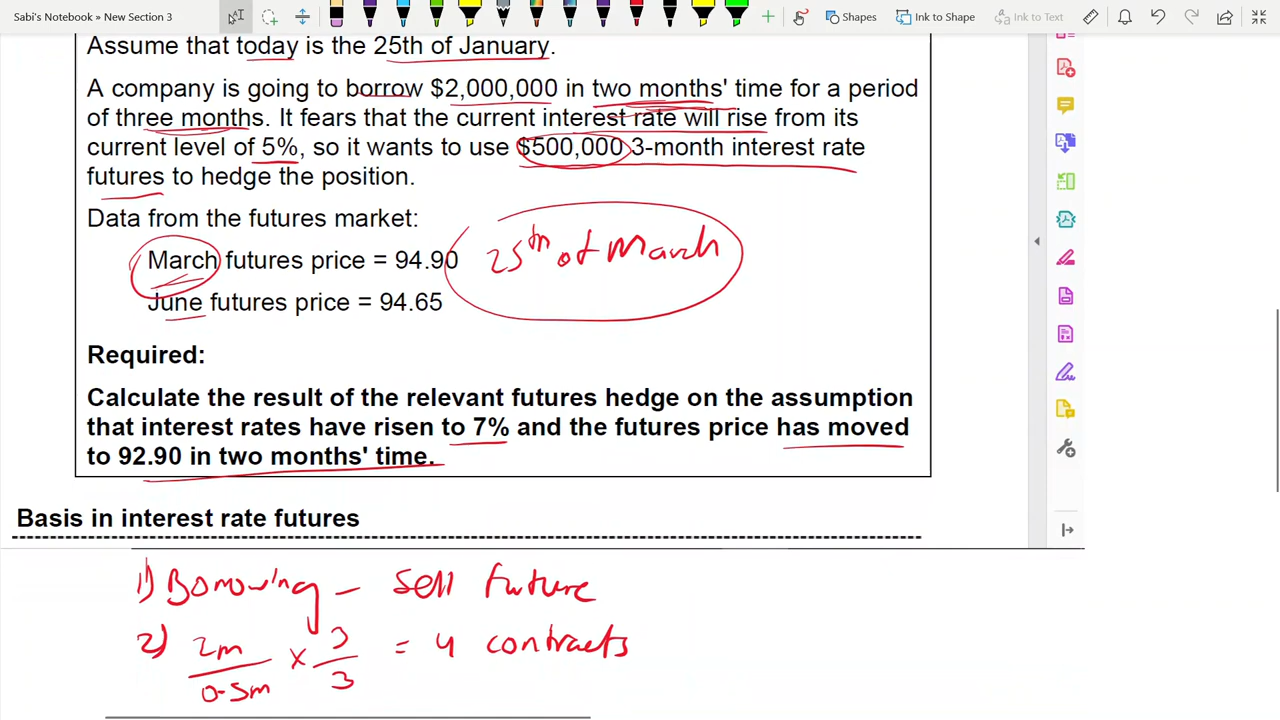 Sabi's Notebook » New Section 3
Shapes
Ink to Shape
Ink to Text
Assume that today is the 25th of January.
A company is going to borrow $2,000,000 in two months' time for a period
of three months. It fears that the current interest rate will rise from its
current level of 5%, so it wants to use $500,000 3-month interest rate
futures to hedge the position.
Data from the futures market:
March futures price = 94.90
25th of March
June futures price = 94.65
Required:
Calculate the result of the relevant futures hedge on the assumption
that interest rates have risen to 7% and the futures price has moved
to 92.90 in two months' time.
Basis in interest rate futures
1) Borrowing – Sell future
2) 2m/0.5m × 3/3 = 4 contracts